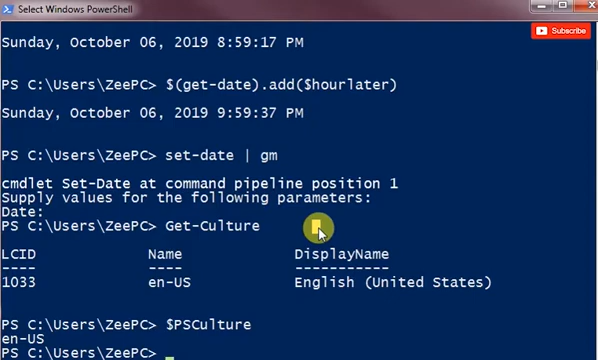 Select Windows PowerShell
Subscribe
Sunday, October 06, 2019 8:59:17 PM
PS C:\Users\ZeePC> $(get-date).add($hourlater)
Sunday, October 06, 2019 9:59:37 PM
PS C:\Users\ZeePC> set-date | gm
cmdlet Set-Date at command pipeline position 1
Supply values for the following parameters:
Date:
PS C:\Users\ZeePC> Get-Culture
LCID Name DisplayName
---- ---- -----------
1033 en-US English (United States)
PS C:\Users\ZeePC> $PSCulture
en-US
PS C:\Users\ZeePC>